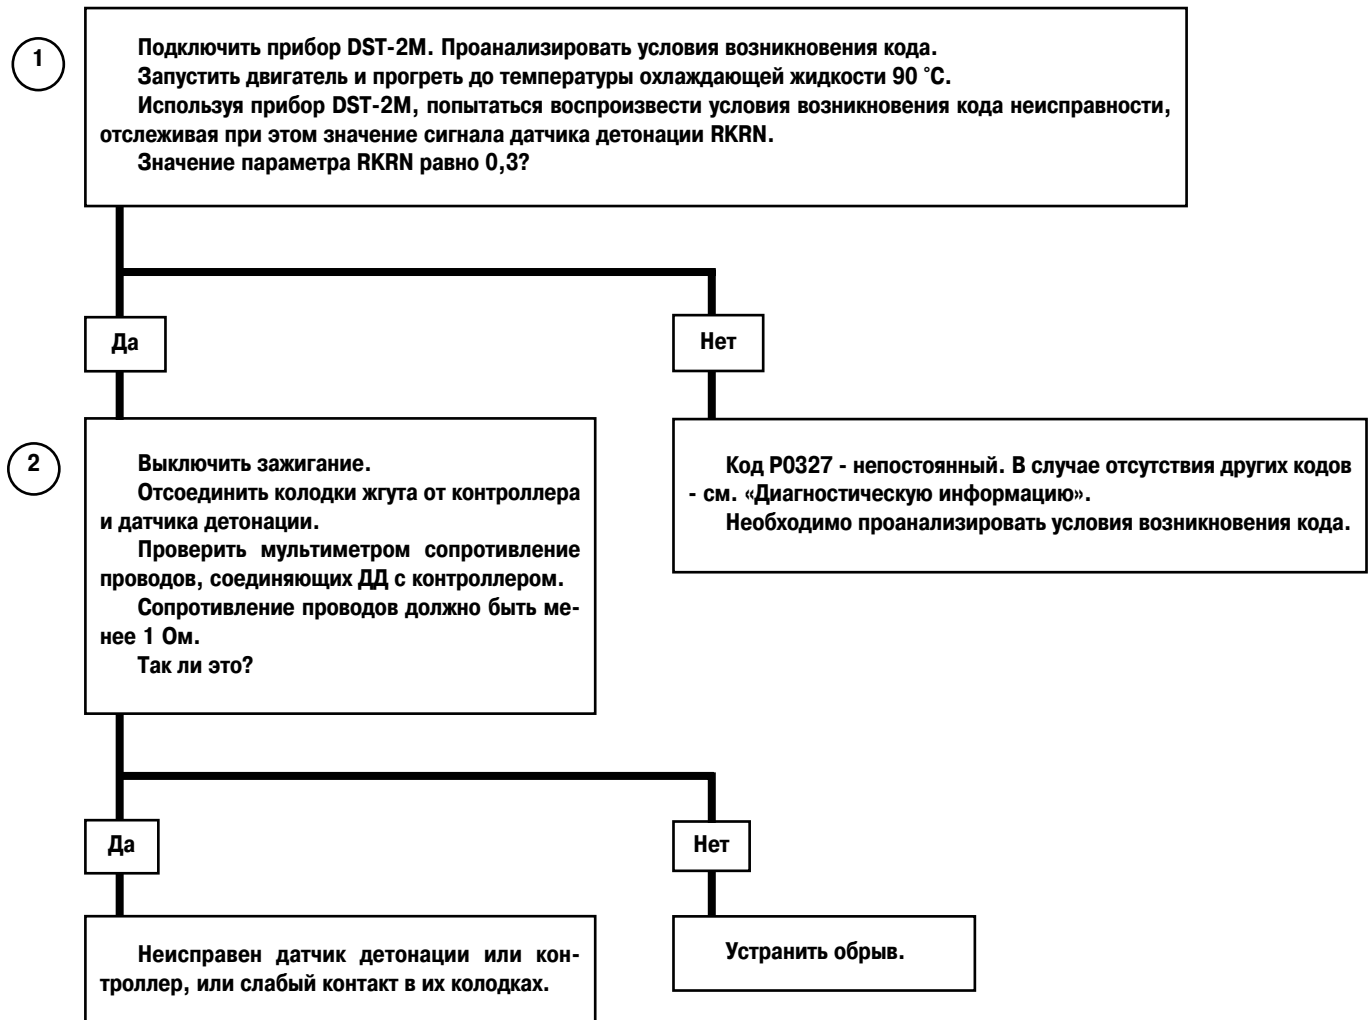 1
Подключить прибор DST-2M. Проанализировать условия возникновения кода.
Запустить двигатель и прогреть до температуры охлаждающей жидкости 90 °С.
Используя прибор DST-2M, попытаться воспроизвести условия возникновения кода неисправности,
отслеживая при этом значение сигнала датчика детонации RKRN.
Значение параметра RKRN равно 0,3?
Да
Нет
2
Выключить зажигание.
Отсоединить колодки жгута от контроллера
и датчика детонации.
Проверить мультиметром сопротивление
проводов, соединяющих ДД с контроллером.
Сопротивление проводов должно быть ме-
нее 1 Ом.
Так ли это?
Код Р0327 - непостоянный. В случае отсутствия других кодов
- см. «Диагностическую информацию».
Необходимо проанализировать условия возникновения кода.
Да
Нет
Неисправен датчик детонации или кон-
троллер, или слабый контакт в их колодках.
Устранить обрыв.